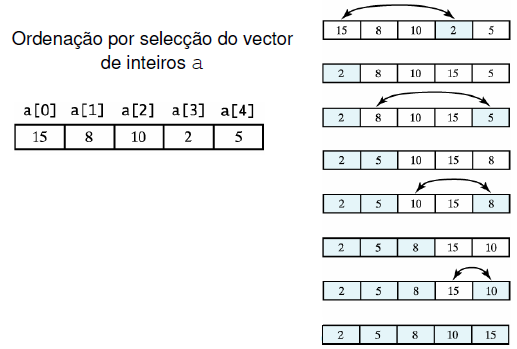 Ordenação por selecção do vector
de inteiros a
a[0] a[1] a[2] a[3] a[4]
15 8 10 2 5
15 8 10 2 5
2 8 10 15 5
2 8 10 15 5
2 5 10 15 8
2 5 10 15 8
2 5 8 15 10
2 5 8 15 10
2 5 8 10 15